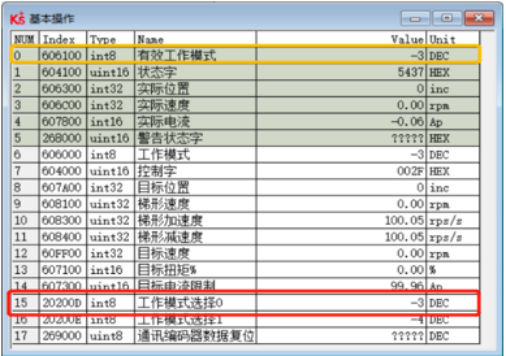 KS 基本操作
NUM Index Type Name Value Unit
0 606100 int8 有效工作模式 -3 DEC
1 604100 uint16 状态字 5437 HEX
2 606300 int32 实际位置 0 inc
3 606C00 int32 实际速度 0.00 rpm
4 607800 int16 实际电流 -0.06 Ap
5 268000 uint16 警告状态字 ????? HEX
6 606000 int8 工作模式 -3 DEC
7 604000 uint16 控制字 002F HEX
8 607A00 int32 目标位置 0 inc
9 608100 uint32 梯形速度 0.00 rpm
10 608300 uint32 梯形加速度 100.05 rps/s
11 608400 uint32 梯形减速度 100.05 rps/s
12 60FF00 int32 目标速度 0.00 rpm
13 607100 int16 目标扭矩% 0.00 %
14 607300 uint16 目标电流限制 99.96 Ap
15 20200D int8 工作模式选择0 -3 DEC
16 20200E int8 工作模式选择1 -4 DEC
17 269000 uint8 通讯编码器数据复位 ????? DEC